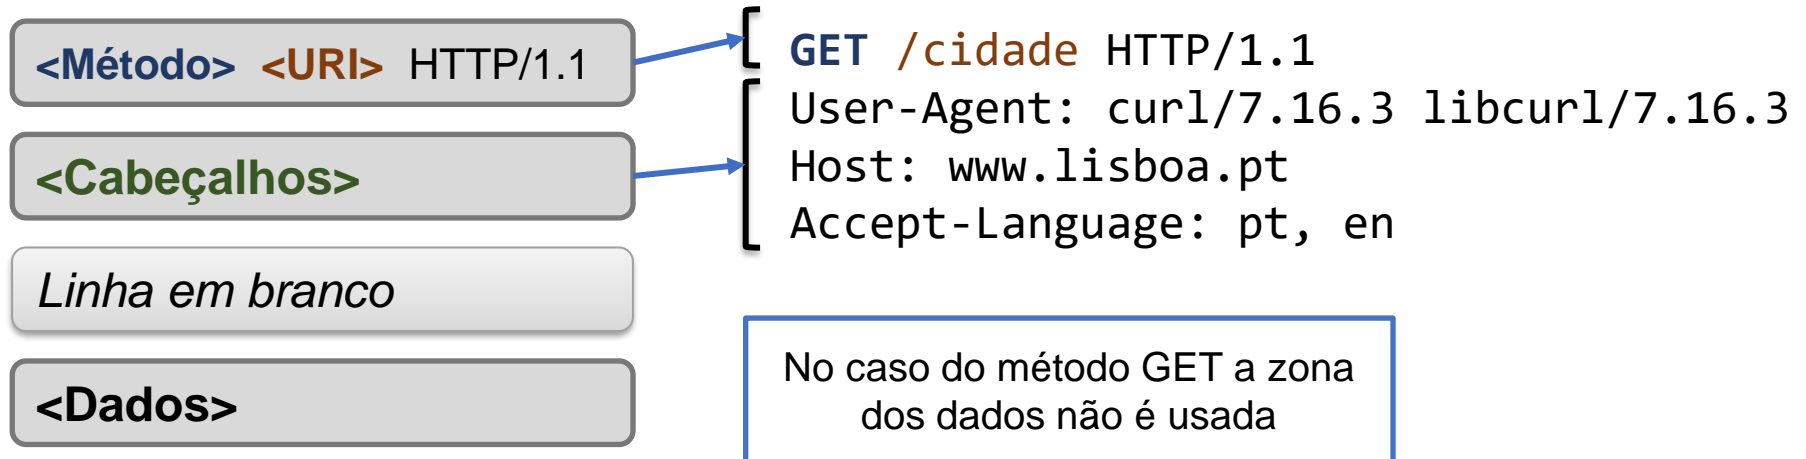 <Método> <URI> HTTP/1.1
<Cabeçalhos>
Linha em branco
<Dados>
GET /cidade HTTP/1.1
User-Agent: curl/7.16.3 libcurl/7.16.3
Host: www.lisboa.pt
Accept-Language: pt, en
No caso do método GET a zona
dos dados não é usada